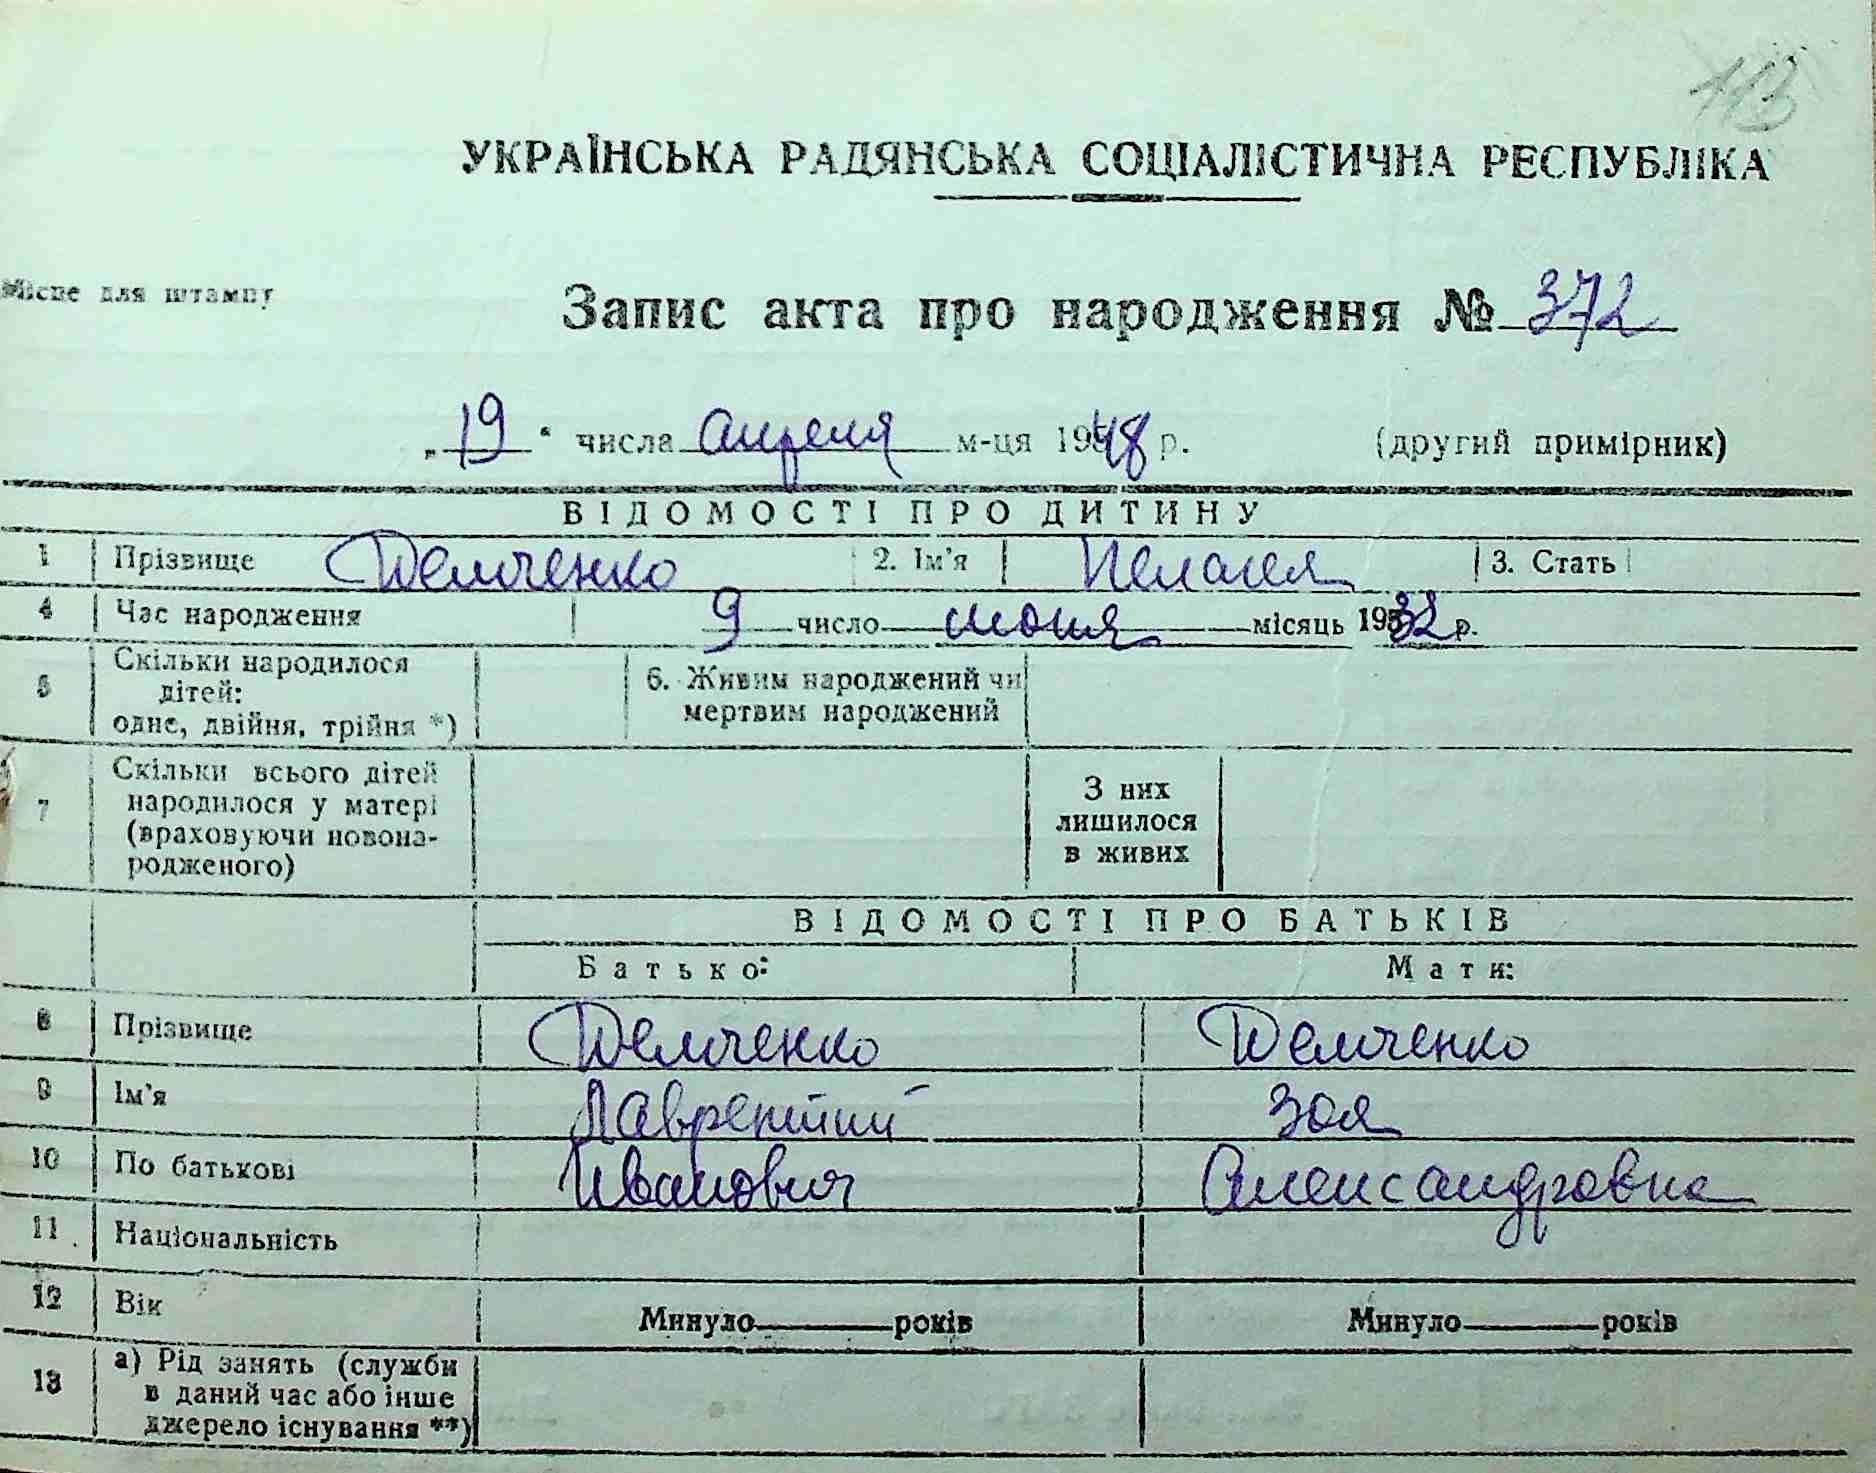 113
УКРАЇНСЬКА РАДЯНСЬКА СОЦІАЛІСТИЧНА РЕСПУБЛІКА
Місце для штампу
Запис акта про народження № 372
„19“ числа апреля м-ця 1948 р. (другий примірник)
ВІДОМОСТІ ПРО ДИТИНУ
1 Прізвище Демченко 2. Ім'я Пелагея 3. Стать
4 Час народження 9 число июня місяць 1932 р.
5 Скільки народилося
дітей:
одне, двійня, трійня *)
6. Живим народжений чи
мертвим народжений
7 Скільки всього дітей
народилося у матері
(враховуючи новона-
родженого)
З них
лишилося
в живих
ВІДОМОСТІ ПРО БАТЬКІВ
Батько: Мати:
8 Прізвище Демченко Демченко
9 Ім'я Лаврентий Зоя
10 По батькові Иванович Александровна
11 Національність
12 Вік Минуло років Минуло років
13 а) Рід занять (служби
в даний час або інше
джерело існування **)